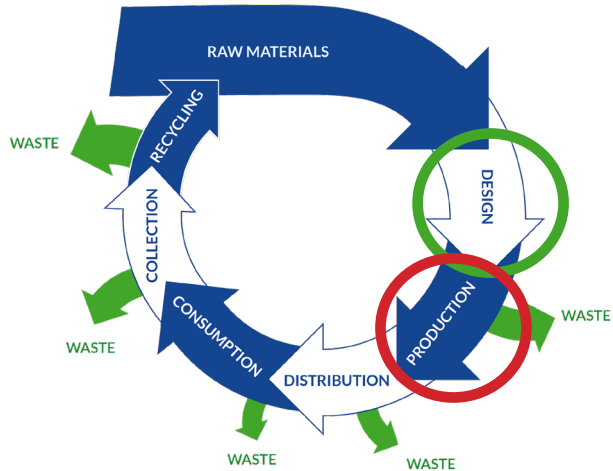 RAW MATERIALS
DESIGN
PRODUCTION
WASTE
DISTRIBUTION
WASTE
CONSUMPTION
WASTE
COLLECTION
WASTE
RECYCLING
WASTE